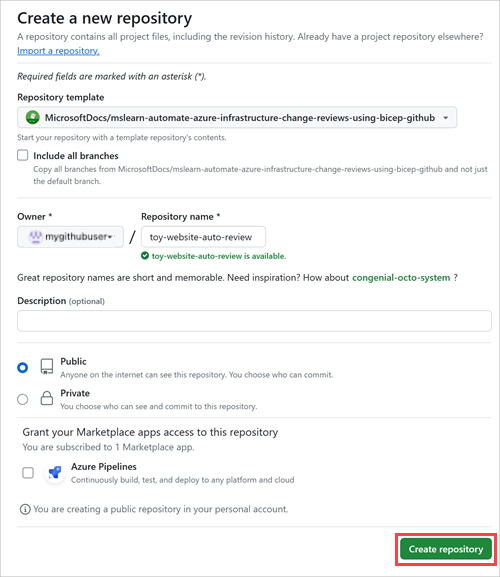 Create a new repository
A repository contains all project files, including the revision history. Already have a project repository elsewhere?
Import a repository.
Required fields are marked with an asterisk (*).
Repository template
MicrosoftDocs/mslearn-automate-azure-infrastructure-change-reviews-using-bicep-github
Start your repository with a template repository's contents.
Include all branches
Copy all branches from MicrosoftDocs/mslearn-automate-azure-infrastructure-change-reviews-using-bicep-github and not just
the default branch.
Owner * Repository name *
mygithubuser / toy-website-auto-review
toy-website-auto-review is available.
Great repository names are short and memorable. Need inspiration? How about congenial-octo-system ?
Description (optional)
Public
Anyone on the internet can see this repository. You choose who can commit.
Private
You choose who can see and commit to this repository.
Grant your Marketplace apps access to this repository
You are subscribed to 1 Marketplace app.
Azure Pipelines
Continuously build, test, and deploy to any platform and cloud
You are creating a public repository in your personal account.
Create repository